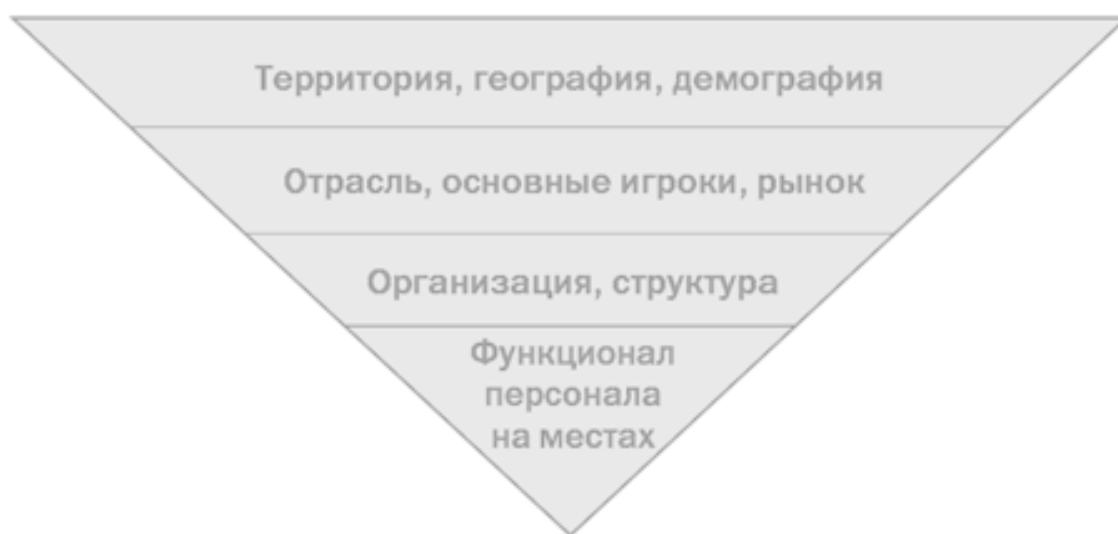 Территория, география, демография
Отрасль, основные игроки, рынок
Организация, структура
Функционал
персонала
на местах